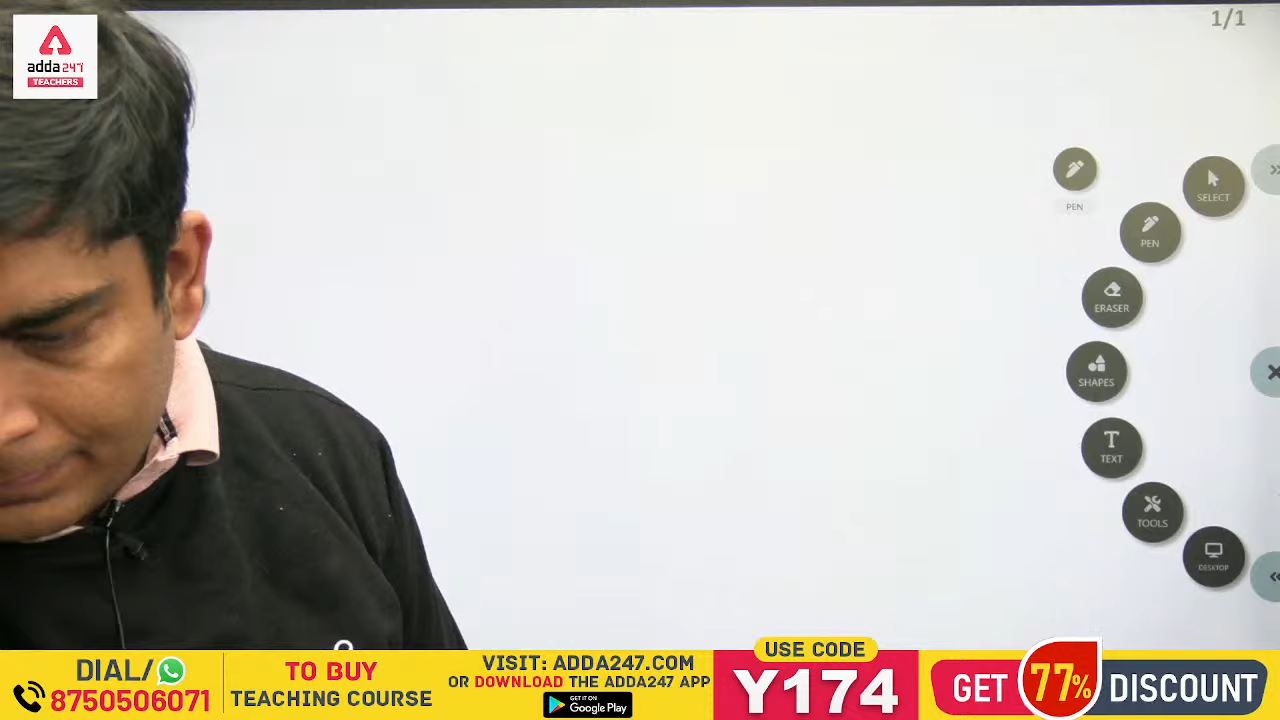 adda247
TEACHERS
1/1
PEN
SELECT
PEN
ERASER
SHAPES
TEXT
TOOLS
DESKTOP
DIAL/
8750506071
TO BUY
TEACHING COURSE
VISIT: ADDA247.COM
OR DOWNLOAD THE ADDA247 APP
GET IT ON
Google Play
USE CODE
Y174
GET 77% DISCOUNT